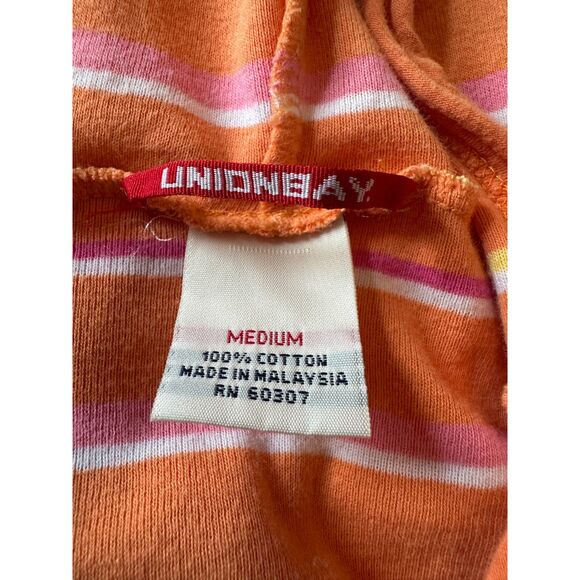 UNIONBAY.
MEDIUM
100% COTTON
MADE IN MALAYSIA
RN 60307